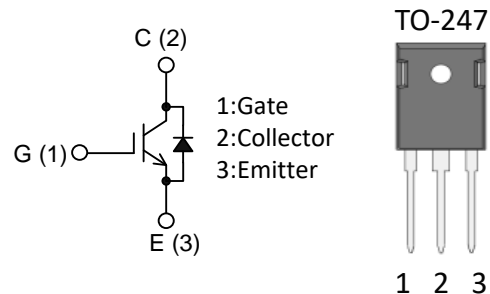 C (2)
G (1)
E (3)
1:Gate
2:Collector
3:Emitter
TO-247
1 2 3